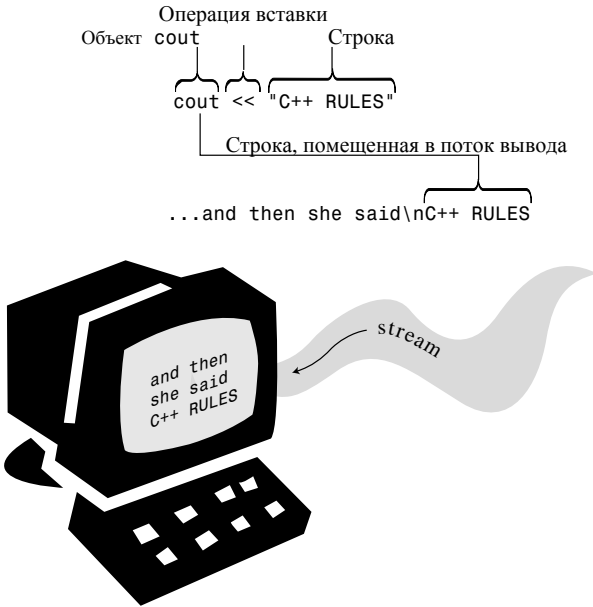 Операция вставки
Объект cout
Строка
cout << "C++ RULES"
Строка, помещенная в поток вывода
...and then she said\nC++ RULES
stream
and then
she said
C++ RULES